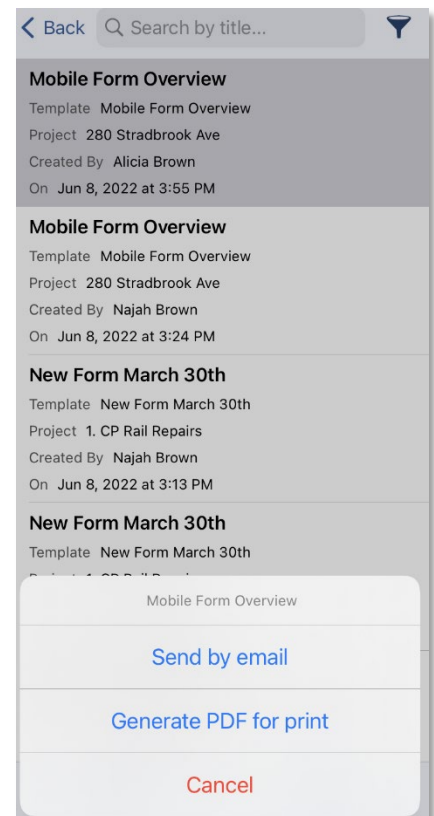 Back Search by title...
Mobile Form Overview
Template Mobile Form Overview
Project 280 Stradbrook Ave
Created By Alicia Brown
On Jun 8, 2022 at 3:55 PM
Mobile Form Overview
Template Mobile Form Overview
Project 280 Stradbrook Ave
Created By Najah Brown
On Jun 8, 2022 at 3:24 PM
New Form March 30th
Template New Form March 30th
Project 1. CP Rail Repairs
Created By Najah Brown
On Jun 8, 2022 at 3:13 PM
New Form March 30th
Template New Form March 30th
Mobile Form Overview
Send by email
Generate PDF for print
Cancel